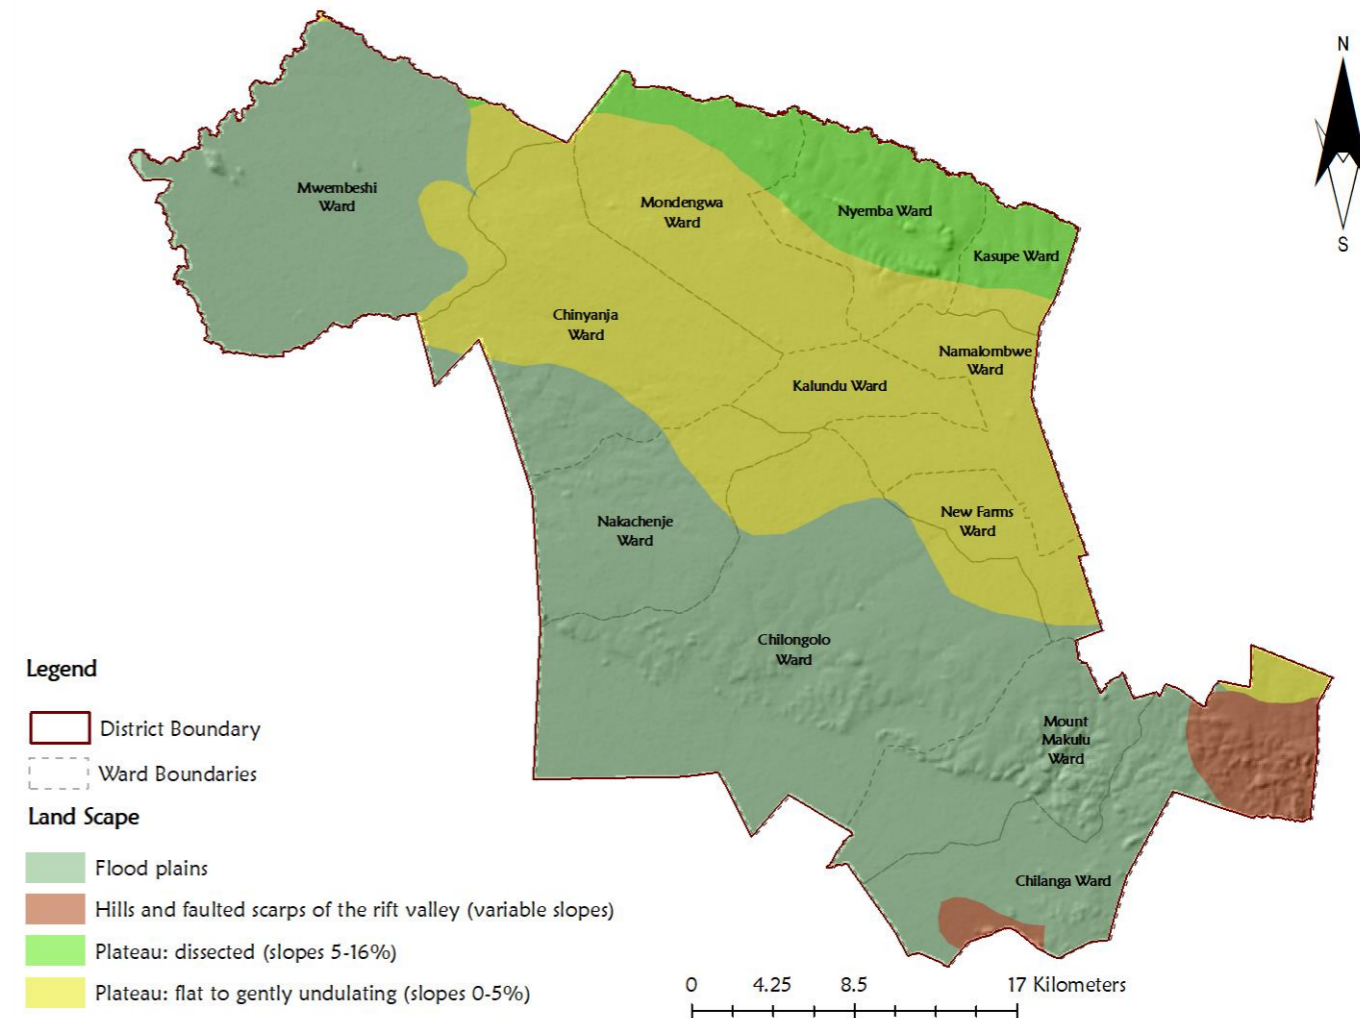 N
S
Mwembeshi
Ward
Mondengwa
Ward
Nyemba Ward
Kasupe Ward
Chinyanja
Ward
Namalombwe
Ward
Kalundu Ward
New Farms
Ward
Nakachenje
Ward
Chilongolo
Ward
Mount
Makulu
Ward
Chilanga Ward
Legend
District Boundary
Ward Boundaries
Land Scape
Flood plains
Hills and faulted scarps of the rift valley (variable slopes)
Plateau: dissected (slopes 5-16%)
Plateau: flat to gently undulating (slopes 0-5%)
0 4.25 8.5 17 Kilometers